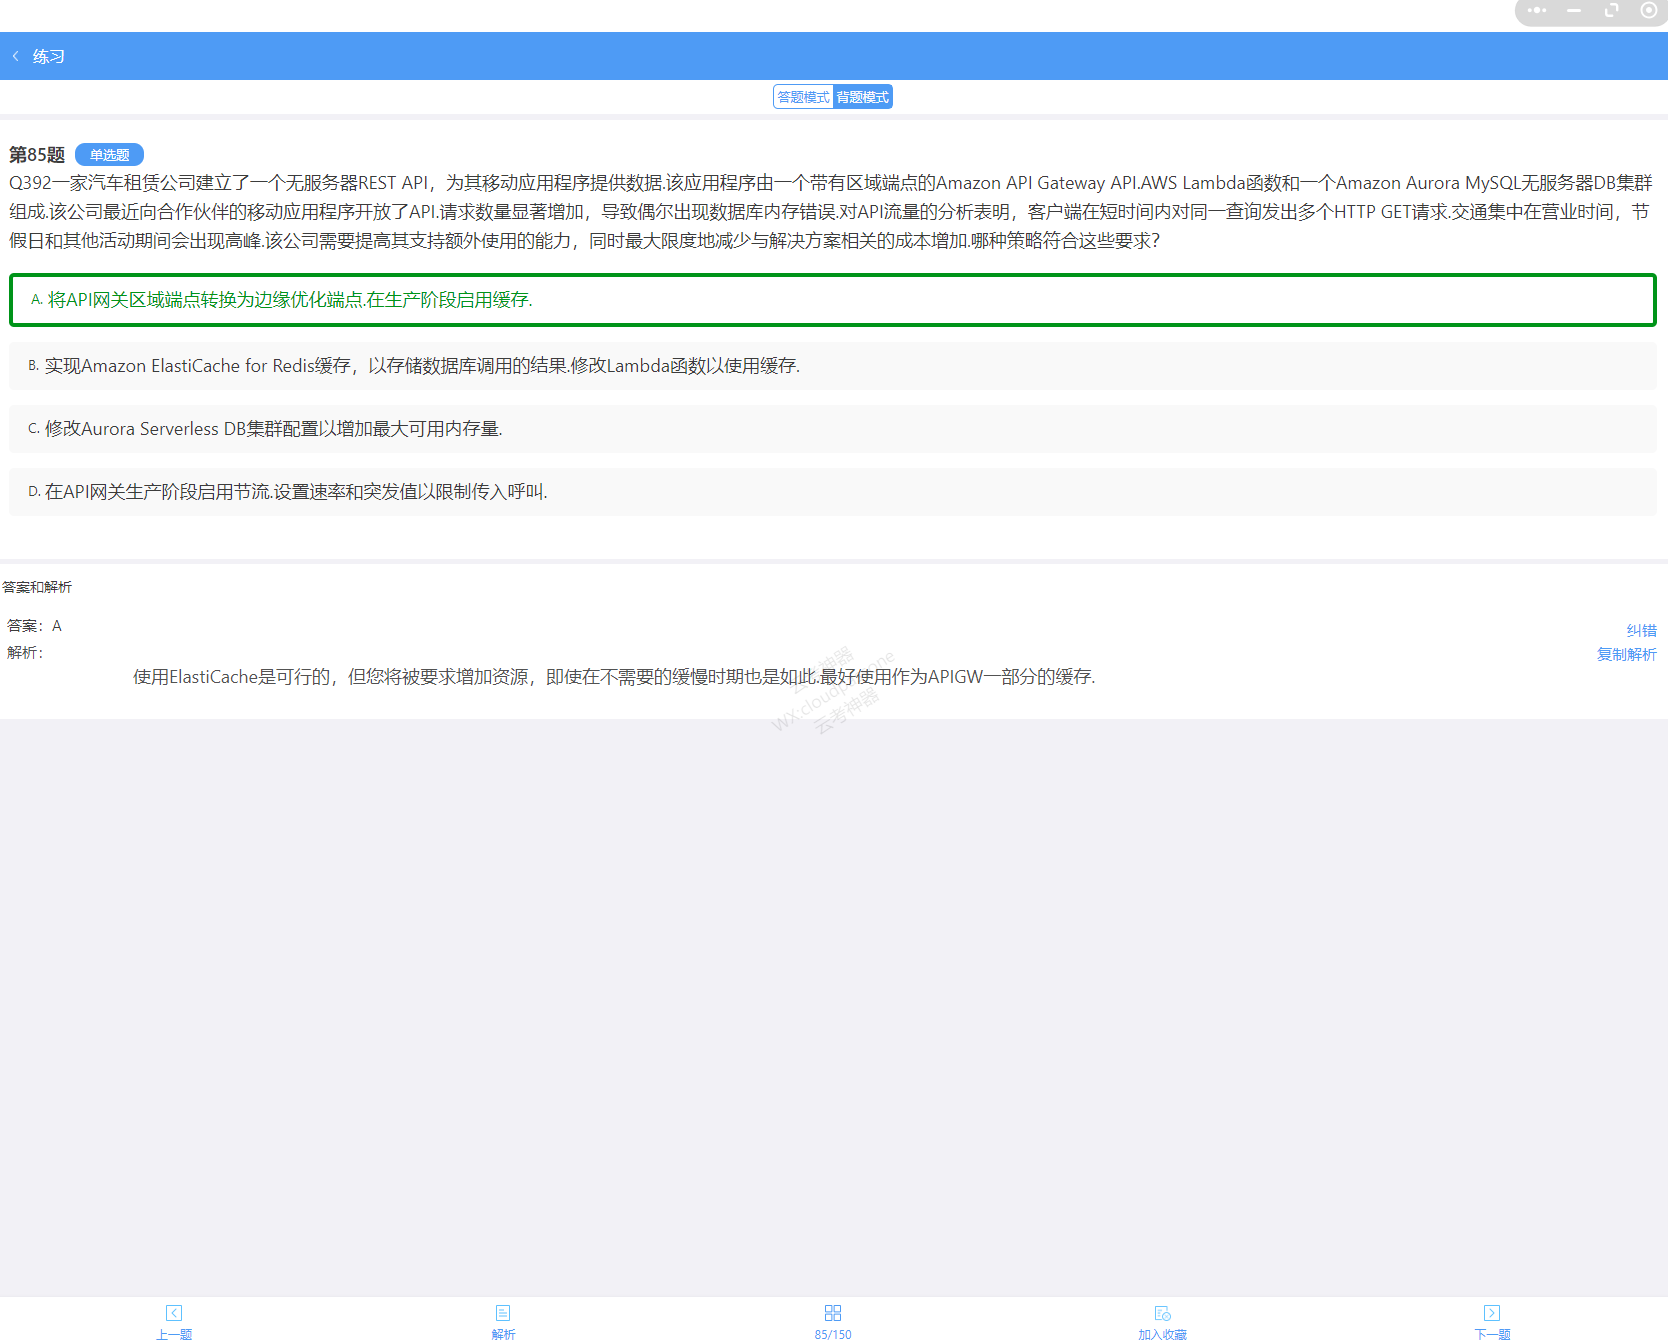 练习
答题模式 背题模式
第85题 单选题
Q392一家汽车租赁公司建立了一个无服务器REST API，为其移动应用程序提供数据.该应用程序由一个带有区域端点的Amazon API Gateway API.AWS Lambda函数和一个Amazon Aurora MySQL无服务器DB集群
组成.该公司最近向合作伙伴的移动应用程序开放了API.请求数量显著增加，导致偶尔出现数据库内存错误.对API流量的分析表明，客户端在短时间内对同一查询发出多个HTTP GET请求.交通集中在营业时间，节
假日和其他活动期间会出现高峰.该公司需要提高其支持额外使用的能力，同时最大限度地减少与解决方案相关的成本增加.哪种策略符合这些要求?
A. 将API网关区域端点转换为边缘优化端点.在生产阶段启用缓存.
B. 实现Amazon ElastiCache for Redis缓存，以存储数据库调用的结果.修改Lambda函数以使用缓存.
C. 修改Aurora Serverless DB集群配置以增加最大可用内存量.
D. 在API网关生产阶段启用节流.设置速率和突发值以限制传入呼叫.
答案和解析
答案：A
纠错
解析：
复制解析
使用ElastiCache是可行的，但您将被要求增加资源，即使在不需要的缓慢时期也是如此.最好使用作为APIGW一部分的缓存.
云考神器
上一题 解析 85/150 加入收藏 下一题